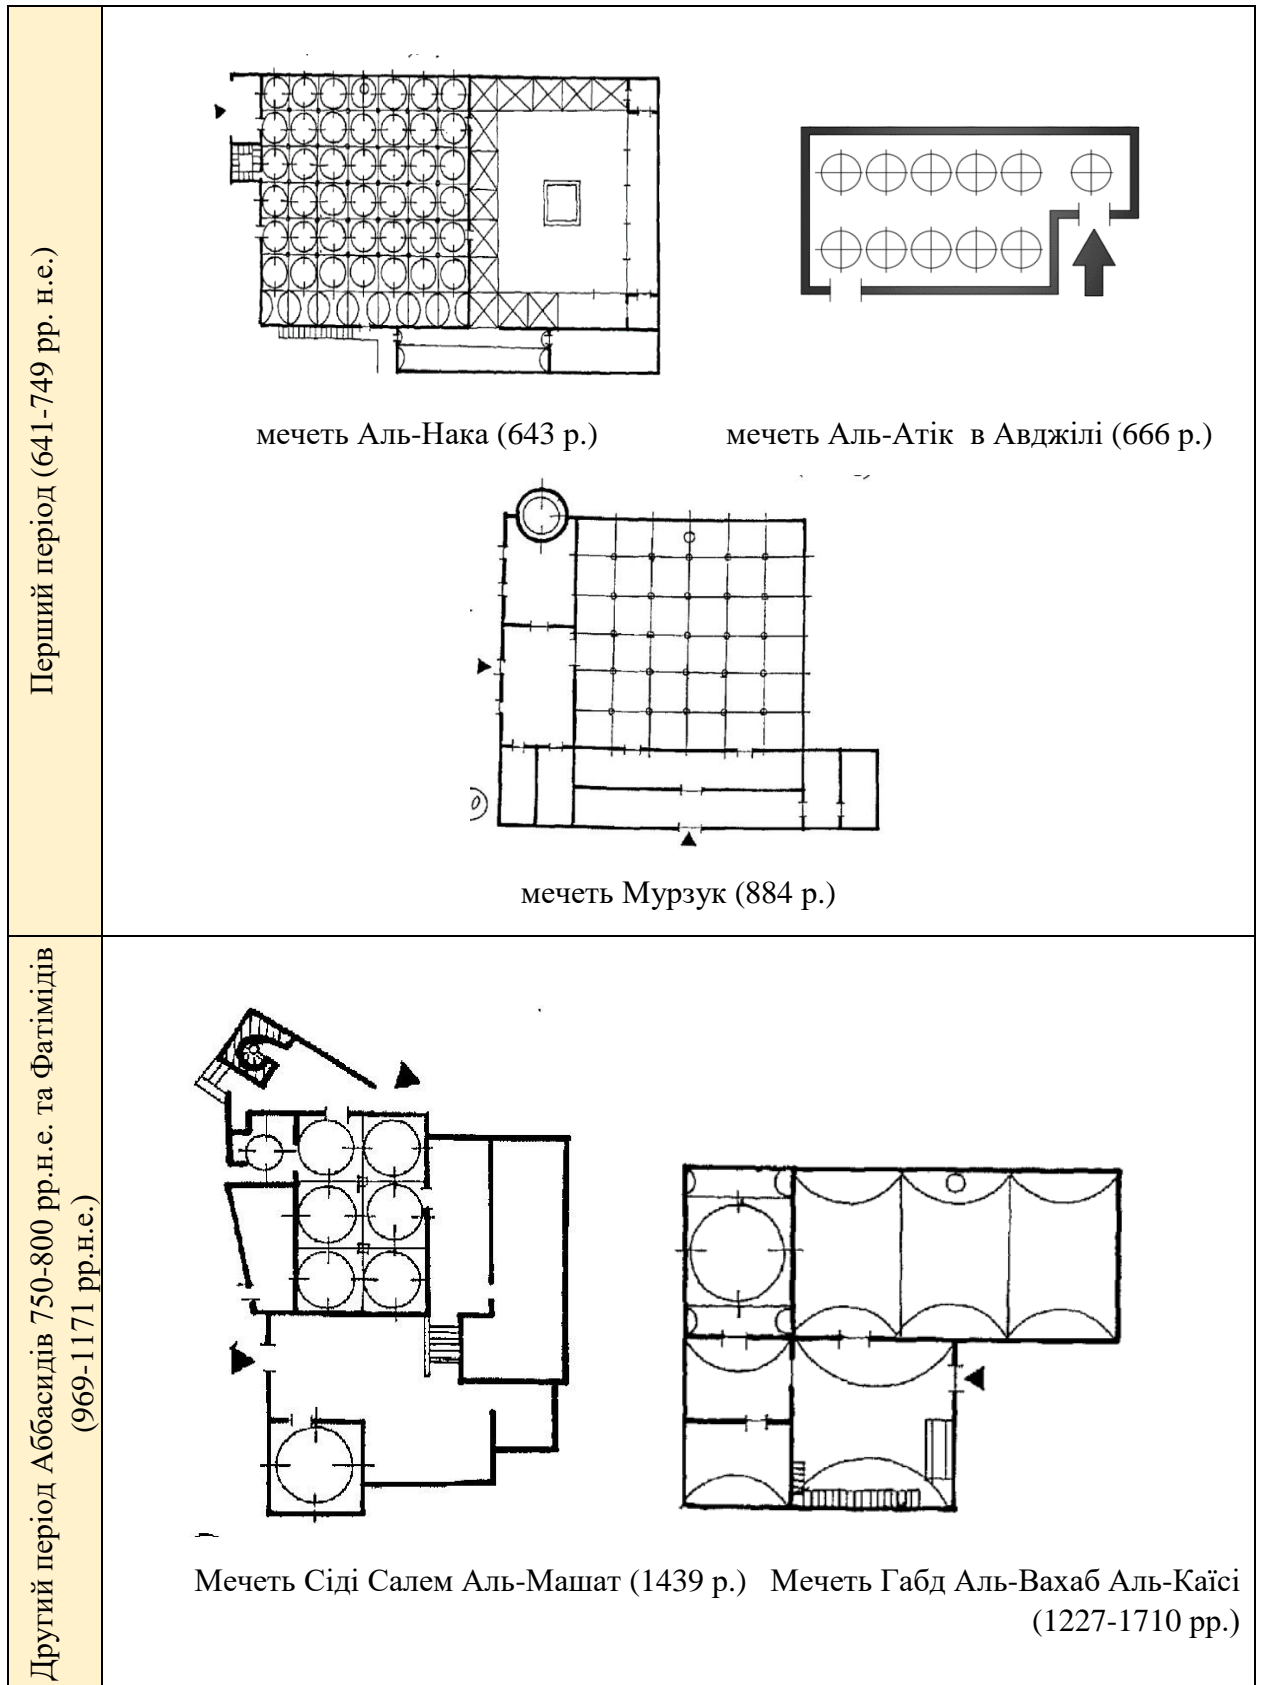 Перший період (641-749 рр. н.е.)
мечеть Аль-Нака (643 р.)
мечеть Аль-Атік в Авджілі (666 р.)
мечеть Мурзук (884 р.)
Другий період Аббасидів 750-800 рр.н.е. та Фатімідів
(969-1171 рр.н.е.)
Мечеть Сіді Салем Аль-Машат (1439 р.)
Мечеть Габд Аль-Вахаб Аль-Каїсі
(1227-1710 рр.)